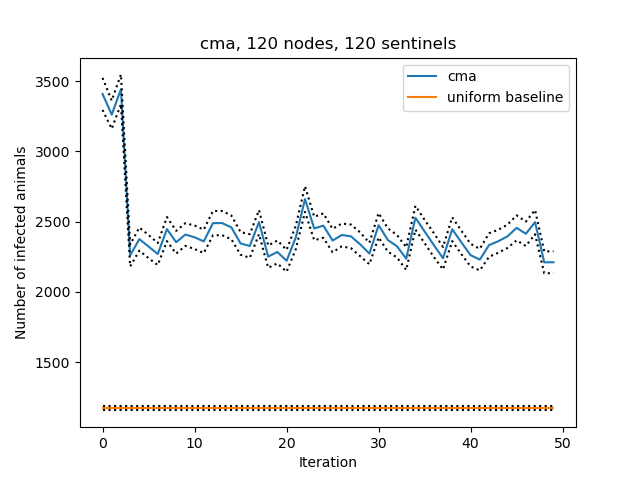 cma, 120 nodes, 120 sentinels
cma
uniform baseline
Number of infected animals
3500
3000
2500
2000
1500
0 10 20 30 40 50
Iteration